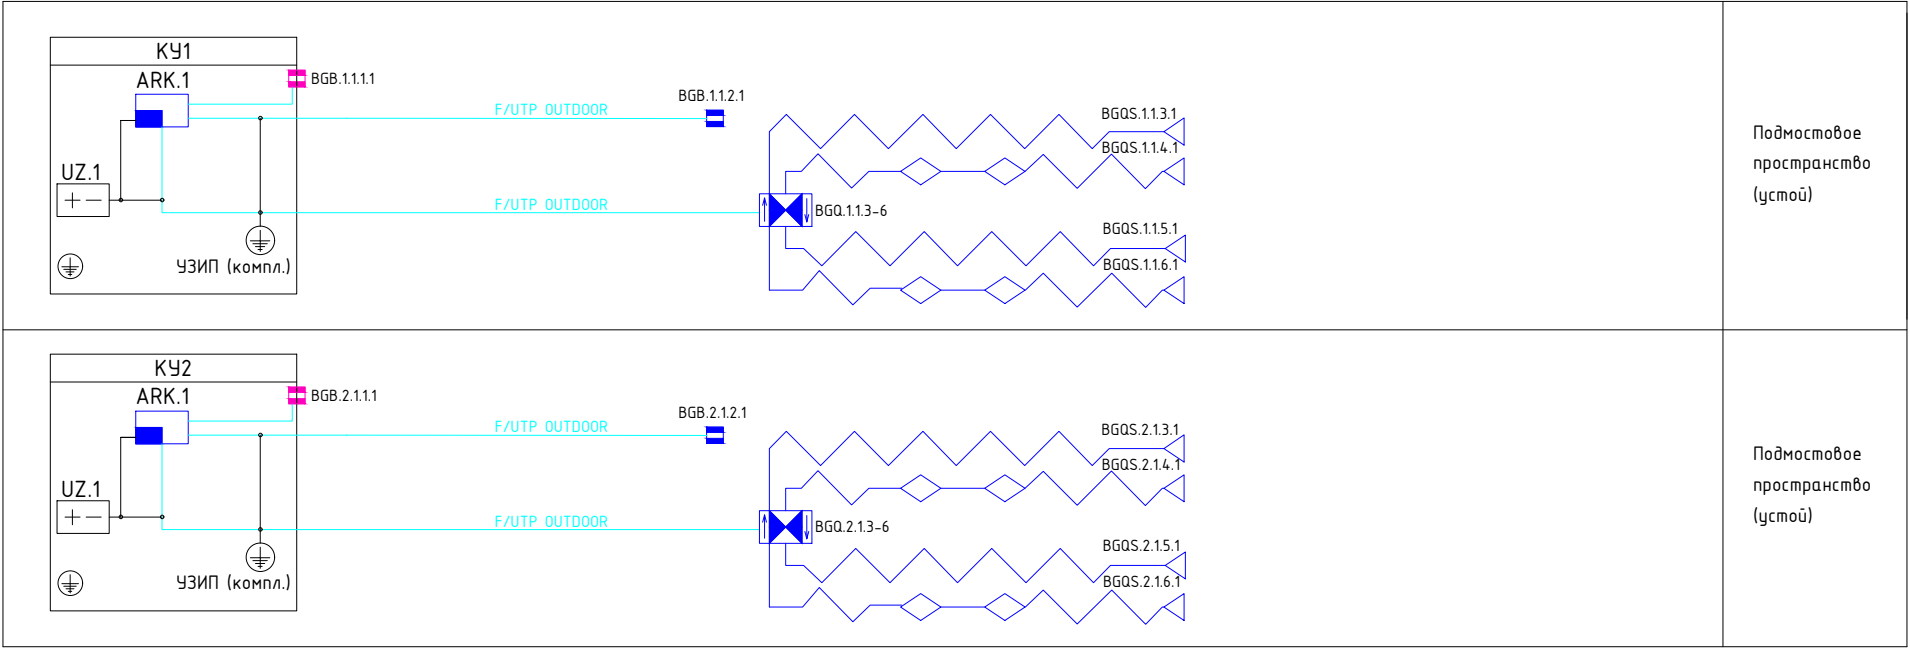 КУ1
ARK.1
BGB.1.1.1.1
BGB.1.1.2.1
F/UTP OUTDOOR
BGQS.1.1.3.1
BGQS.1.1.4.1
UZ.1
+ -
F/UTP OUTDOOR
BGQ.1.1.3-6
BGQS.1.1.5.1
BGQS.1.1.6.1
УЗИП (компл.)
Подмостовое
пространство
(устой)
КУ2
ARK.1
BGB.2.1.1.1
BGB.2.1.2.1
F/UTP OUTDOOR
BGQS.2.1.3.1
BGQS.2.1.4.1
UZ.1
+ -
F/UTP OUTDOOR
BGQ.2.1.3-6
BGQS.2.1.5.1
BGQS.2.1.6.1
УЗИП (компл.)
Подмостовое
пространство
(устой)